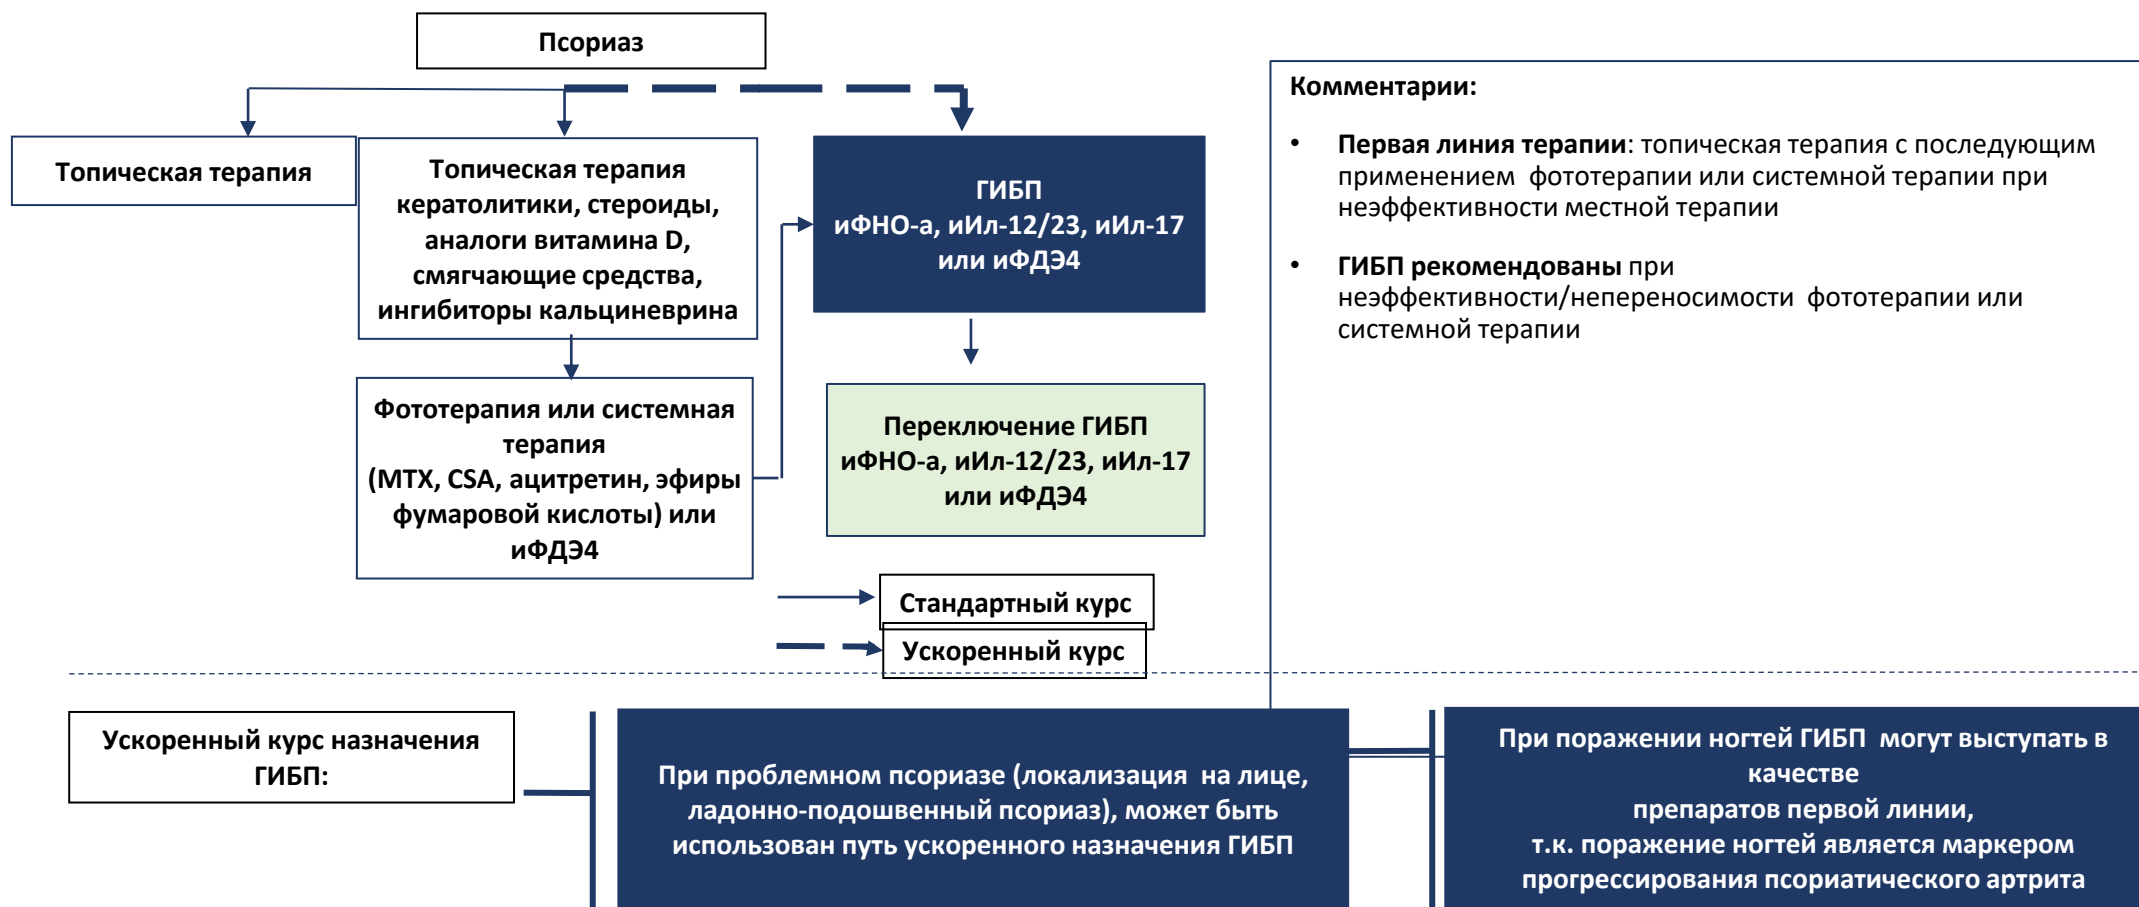 Псориаз
Топическая терапия
Топическая терапия
кератолитики, стероиды,
аналоги витамина D,
смягчающие средства,
ингибиторы кальциневрина
ГИБП
иФНО-а, иИл-12/23, иИл-17
или иФДЭ4
Фототерапия или системная
терапия
(MTX, CSA, ацитретин, эфиры
фумаровой кислоты) или
иФДЭ4
Переключение ГИБП
иФНО-а, иИл-12/23, иИл-17
или иФДЭ4
Стандартный курс
Ускоренный курс
Комментарии:
• Первая линия терапии: топическая терапия с последующим
применением фототерапии или системной терапии при
неэффективности местной терапии
• ГИБП рекомендованы при
неэффективности/непереносимости фототерапии или
системной терапии
Ускоренный курс назначения
ГИБП:
При проблемном псориазе (локализация на лице,
ладонно-подошвенный псориаз), может быть
использован путь ускоренного назначения ГИБП
При поражении ногтей ГИБП могут выступать в
качестве
препаратов первой линии,
т.к. поражение ногтей является маркером
прогрессирования псориатического артрита